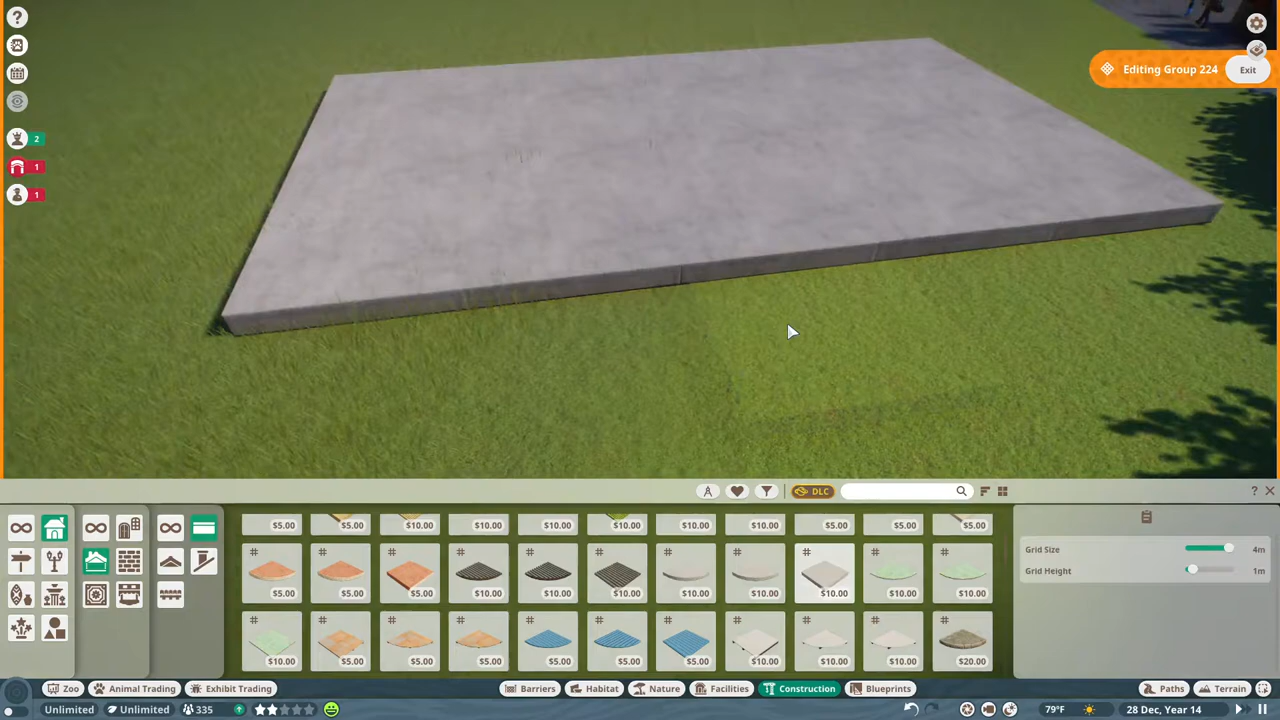 ?
Editing Group 224 Exit
2
1
1
DLC
? ×
$5.00 $5.00 $10.00 $10.00 $10.00 $10.00 $10.00 $10.00 $5.00 $5.00 $5.00
Grid Size 4m
Grid Height 1m
$5.00 $5.00 $5.00 $10.00 $10.00 $10.00 $10.00 $10.00 $10.00 $10.00 $10.00
$10.00 $5.00 $5.00 $5.00 $5.00 $5.00 $5.00 $10.00 $10.00 $10.00 $20.00
Zoo Animal Trading Exhibit Trading Barriers Habitat Nature Facilities Construction Blueprints Paths Terrain
Unlimited Unlimited 335 79°F 28 Dec, Year 14